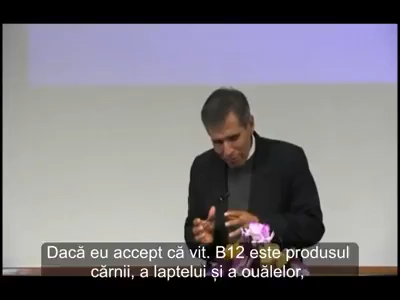 Dacă eu accept că vit. B12 este produsul
cărnii, a laptelui și a ouălelor,